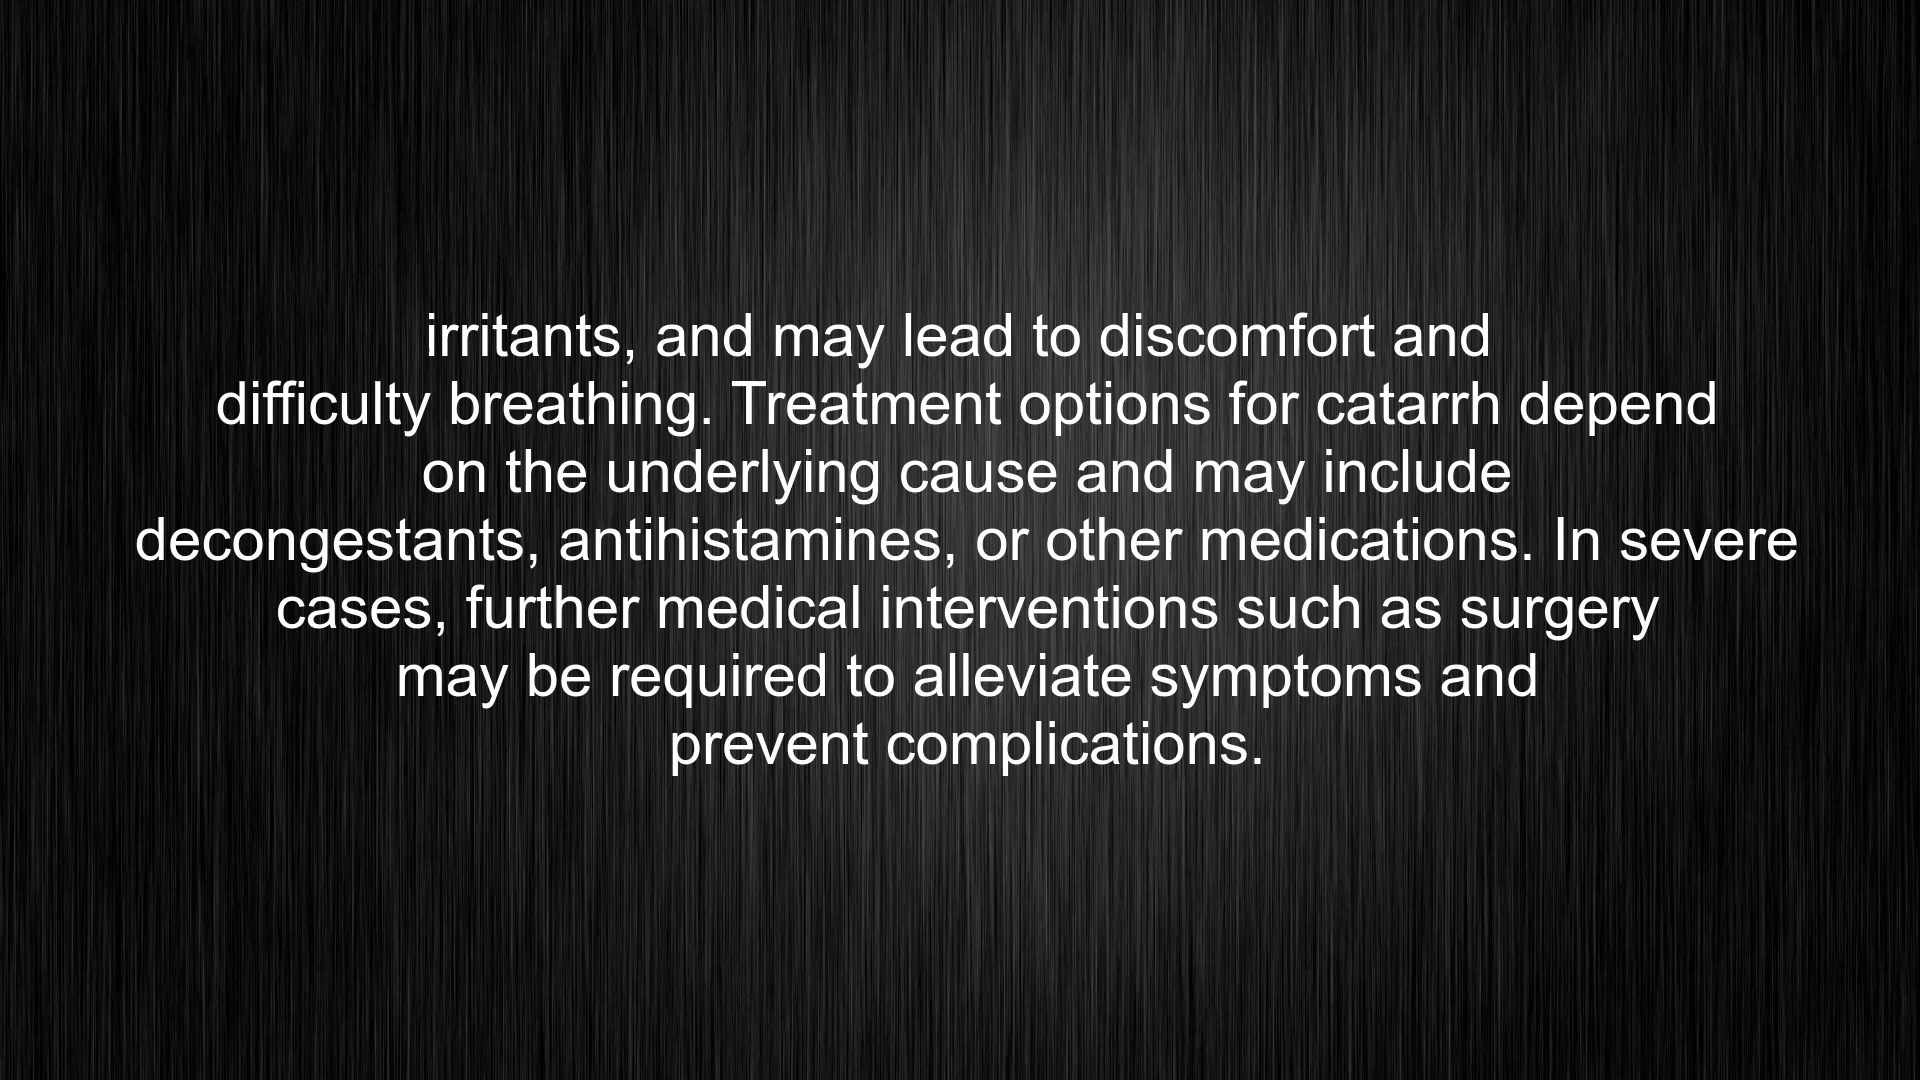 irritants, and may lead to discomfort and
difficulty breathing. Treatment options for catarrh depend
on the underlying cause and may include
decongestants, antihistamines, or other medications. In severe
cases, further medical interventions such as surgery
may be required to alleviate symptoms and
prevent complications.